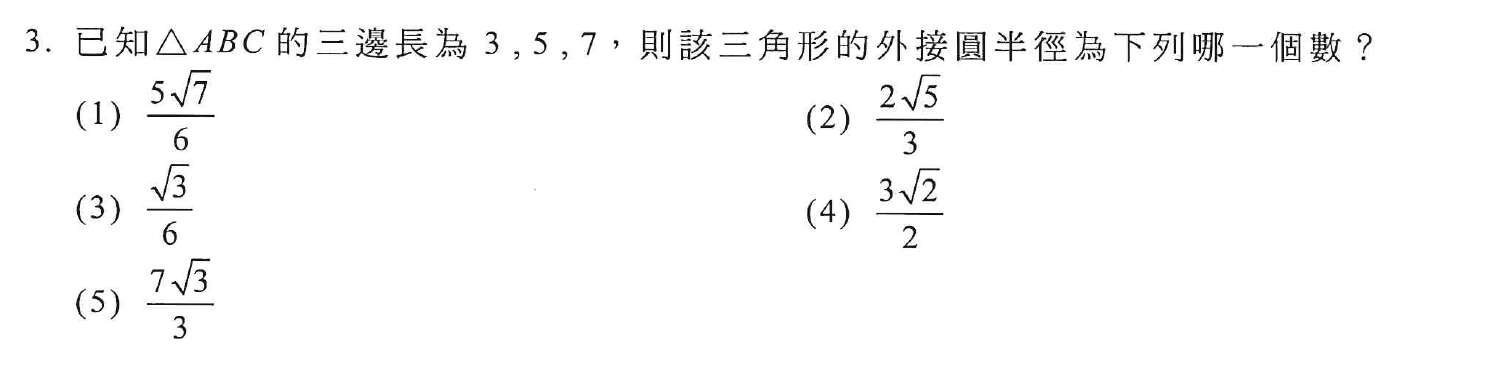 3. 已知△ABC 的三邊長為 3 , 5 , 7，則該三角形的外接圓半徑為下列哪一個數？
(1) $\frac{5\sqrt{7}}{6}$ (2) $\frac{2\sqrt{5}}{3}$
(3) $\frac{\sqrt{3}}{6}$ (4) $\frac{3\sqrt{2}}{2}$
(5) $\frac{7\sqrt{3}}{3}$